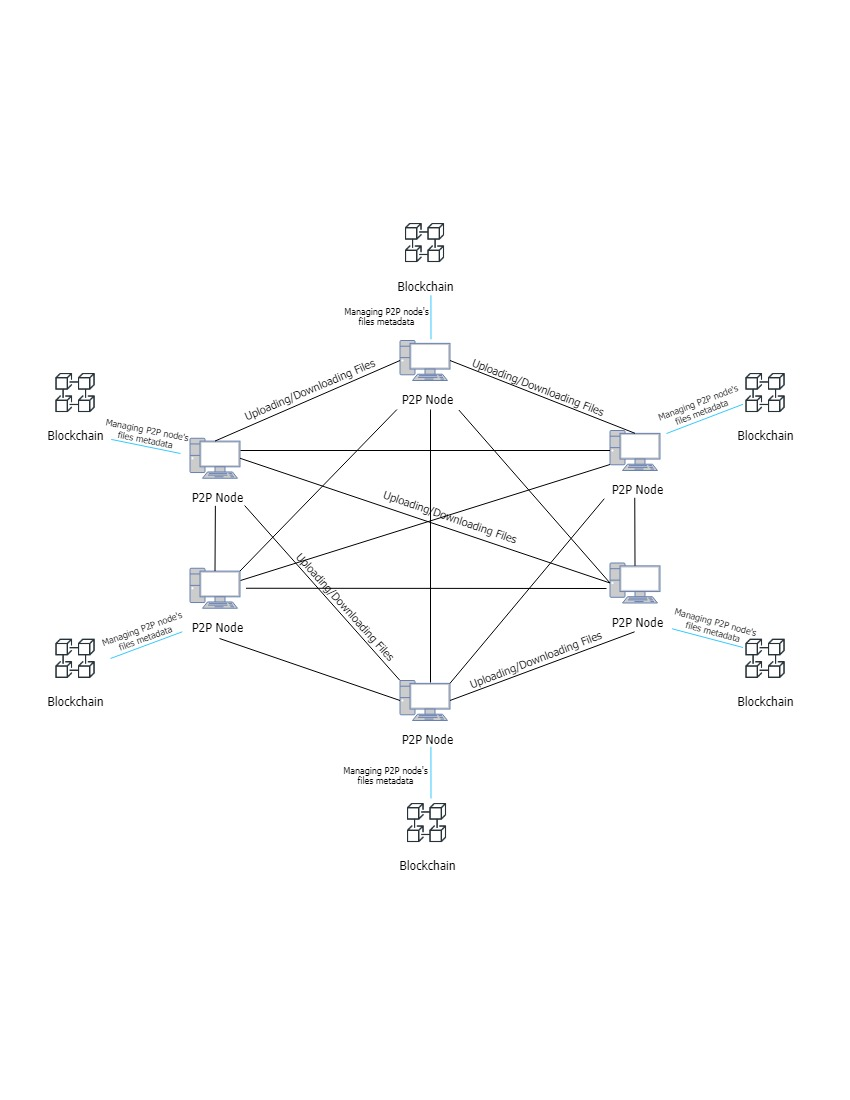 Blockchain
Managing P2P node's
files metadata
P2P Node
Uploading/Downloading Files
Uploading/Downloading Files
Blockchain
Managing P2P node's
files metadata
P2P Node
Managing P2P node's
files metadata
Blockchain
P2P Node
Uploading/Downloading Files
Uploading/Downloading Files
P2P Node
Managing P2P node's
files metadata
Blockchain
P2P Node
Managing P2P node's
files metadata
Blockchain
Uploading/Downloading Files
P2P Node
Managing P2P node's
files metadata
Blockchain